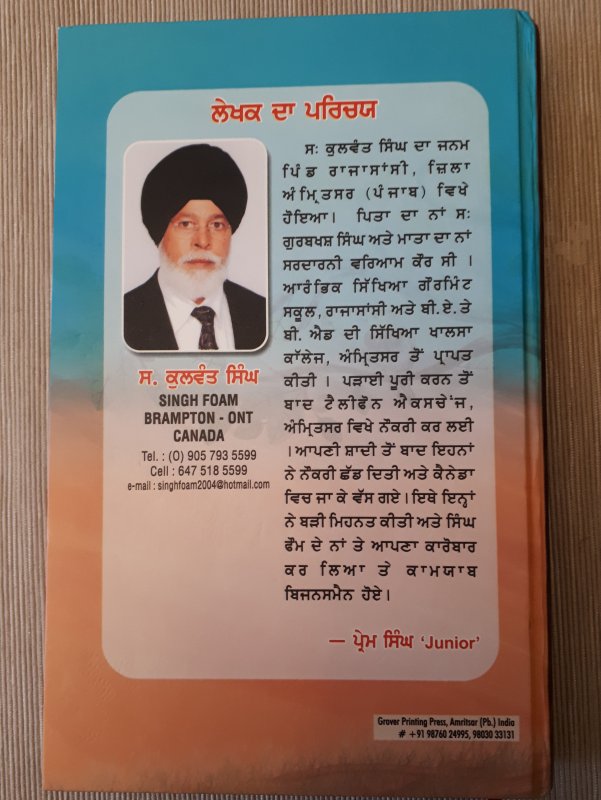 ਲੇਖਕ ਦਾ ਪਰਿਚਯ
ਸਃ ਕੁਲਵੰਤ ਸਿੰਘ ਦਾ ਜਨਮ
ਪਿੰਡ ਰਾਜਾਸਾਂਸੀ, ਜ਼ਿਲਾ
ਅੰਮ੍ਰਿਤਸਰ (ਪੰਜਾਬ) ਵਿਖੇ
ਹੋਇਆ। ਪਿਤਾ ਦਾ ਨਾਂ ਸਃ
ਗੁਰਬਖਸ਼ ਸਿੰਘ ਅਤੇ ਮਾਤਾ ਦਾ ਨਾਂ
ਸਰਦਾਰਨੀ ਵਰਿਆਮ ਕੌਰ ਸੀ ।
ਆਰੰਭਿਕ ਸਿੱਖਿਆ ਗੌਰਮਿੰਟ
ਸਕੂਲ, ਰਾਜਾਸਾਂਸੀ ਅਤੇ ਬੀ.ਏ. ਤੇ
ਬੀ. ਐਡ ਦੀ ਸਿੱਖਿਆ ਖਾਲਸਾ
ਕਾੱਲੇਜ, ਅੰਮ੍ਰਿਤਸਰ ਤੋਂ ਪ੍ਰਾਪਤ
ਕੀਤੀ । ਪੜਾਈ ਪੂਰੀ ਕਰਨ ਤੋਂ
ਬਾਦ ਟੈਲੀਫੋਨ ਐਕਸਚੇਂਜ,
ਅੰਮ੍ਰਿਤਸਰ ਵਿਖੇ ਨੌਕਰੀ ਕਰ ਲਈ
। ਆਪਣੀ ਸ਼ਾਦੀ ਤੋਂ ਬਾਦ ਇਹਨਾਂ
ਨੇ ਨੌਕਰੀ ਛੱਡ ਦਿਤੀ ਅਤੇ ਕੈਨੇਡਾ
ਵਿਚ ਜਾ ਕੇ ਵੱਸ ਗਏ। ਇਥੇ ਇਨ੍ਹਾਂ
ਨੇ ਬੜੀ ਮਿਹਨਤ ਕੀਤੀ ਅਤੇ ਸਿੰਘ
ਫੌਮ ਦੇ ਨਾਂ ਤੇ ਆਪਣਾ ਕਾਰੋਬਾਰ
ਕਰ ਲਿਆ ਤੇ ਕਾਮਯਾਬ
ਬਿਜਨਸਮੈਨ ਹੋਏ।
— ਪ੍ਰੇਮ ਸਿੰਘ ‘Junior’
ਸ. ਕੁਲਵੰਤ ਸਿੰਘ
SINGH FOAM
BRAMPTON - ONT
CANADA
Tel. : (O) 905 793 5599
Cell : 647 518 5599
e-mail : singhfoam2004@hotmail.com
Grover Printing Press, Amritsar (Pb.) India
# +91 98760 24995, 98030 33131